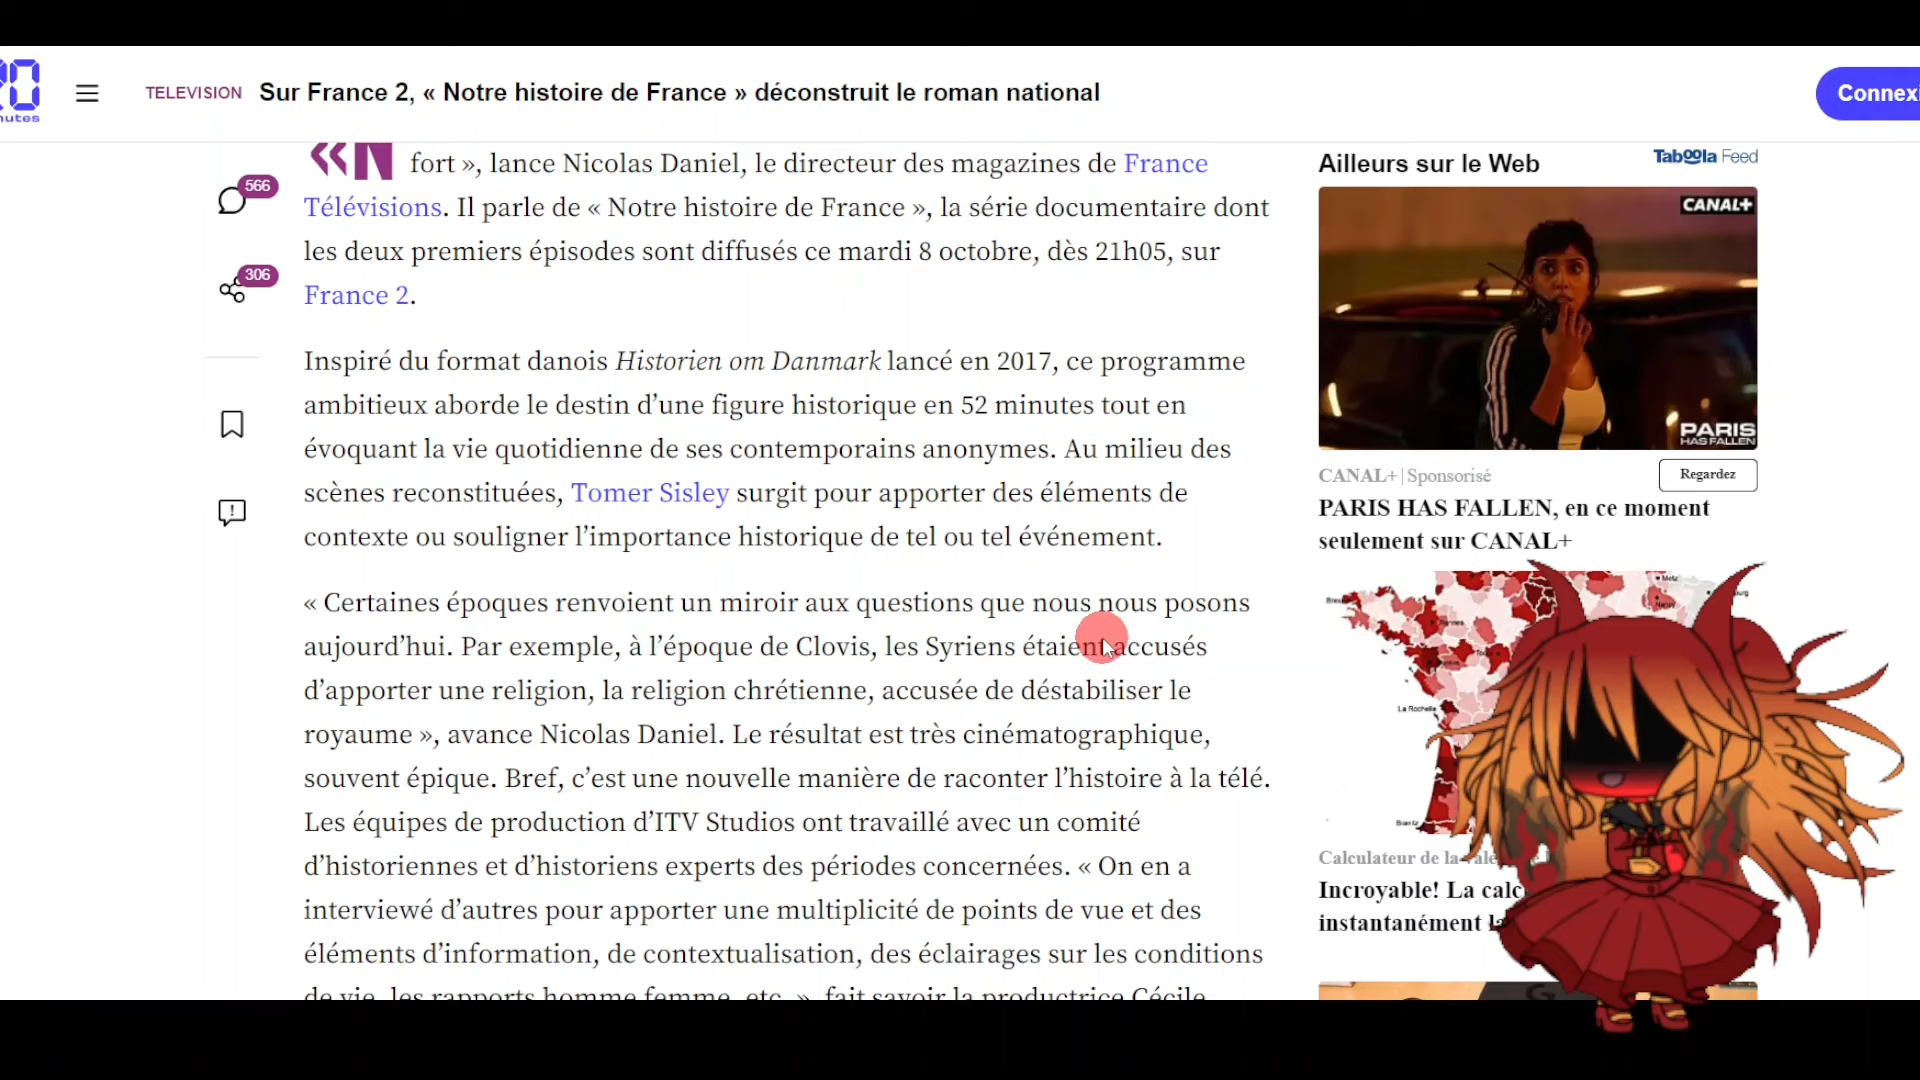 20
nutes
TELEVISION
Sur France 2, « Notre histoire de France » déconstruit le roman national
Connexi
566
306
«N fort », lance Nicolas Daniel, le directeur des magazines de France
Télévisions. Il parle de « Notre histoire de France », la série documentaire dont
les deux premiers épisodes sont diffusés ce mardi 8 octobre, dès 21h05, sur
France 2.
Inspiré du format danois Historien om Danmark lancé en 2017, ce programme
ambitieux aborde le destin d’une figure historique en 52 minutes tout en
évoquant la vie quotidienne de ses contemporains anonymes. Au milieu des
scènes reconstituées, Tomer Sisley surgit pour apporter des éléments de
contexte ou souligner l’importance historique de tel ou tel événement.
« Certaines époques renvoient un miroir aux questions que nous nous posons
aujourd’hui. Par exemple, à l’époque de Clovis, les Syriens étaient accusés
d’apporter une religion, la religion chrétienne, accusée de déstabiliser le
royaume », avance Nicolas Daniel. Le résultat est très cinématographique,
souvent épique. Bref, c’est une nouvelle manière de raconter l’histoire à la télé.
Les équipes de production d’ITV Studios ont travaillé avec un comité
d’historiennes et d’historiens experts des périodes concernées. « On en a
interviewé d’autres pour apporter une multiplicité de points de vue et des
éléments d’information, de contextualisation, des éclairages sur les conditions
de vie, les rapports homme femme, etc. », fait savoir la productrice Cécile
Ailleurs sur le Web
Taboola Feed
CANAL+
PARIS
HAS FALLEN
CANAL+ | Sponsorisé
Regardez
PARIS HAS FALLEN, en ce moment
seulement sur CANAL+
Metz
Nancy
La Rochelle
Biarritz
Calculateur de la
Incroyable! La calc
instantanément